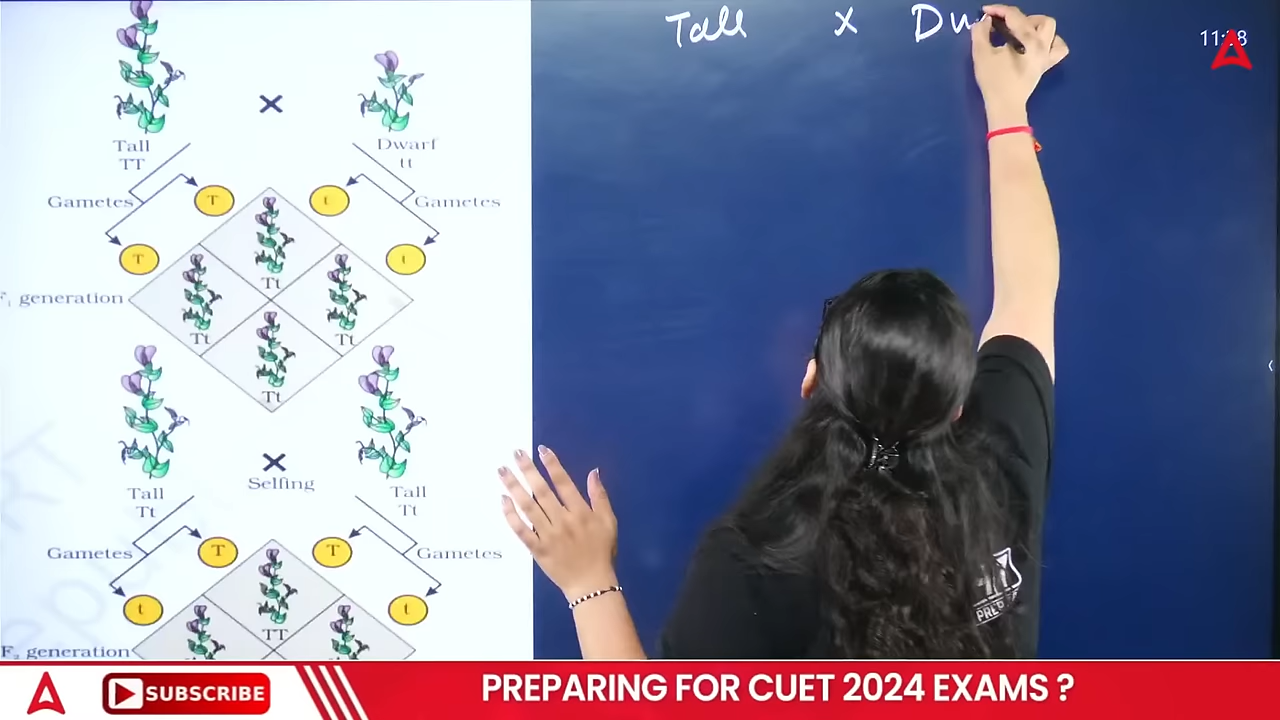 Tall x Dw
11:
Tall
TT
Dwarf
tt
Gametes
T
t
Gametes
T
t
Tt
F₁ generation
Tt
Tt
Tt
Selfing
Tall
Tt
Tall
Tt
Gametes
T
T
Gametes
t
t
TT
F₂ generation
PREP
SUBSCRIBE
PREPARING FOR CUET 2024 EXAMS ?